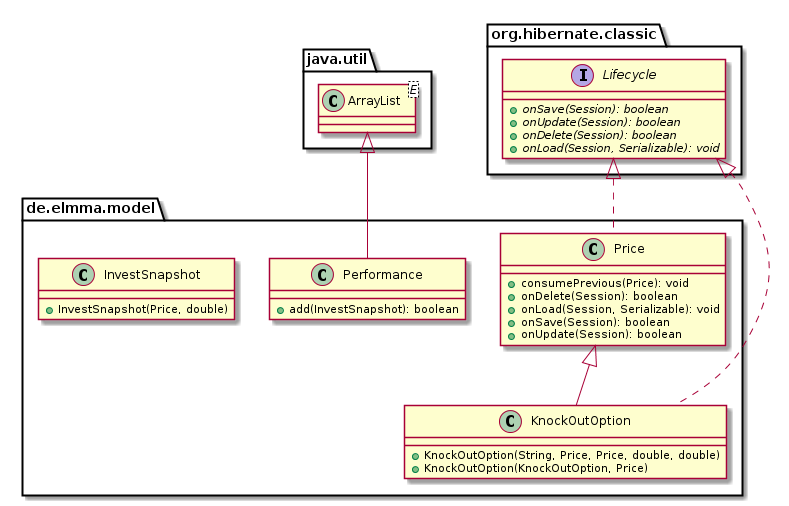 org.hibernate.classic
java.util
I Lifecycle
onSave(Session): boolean
onUpdate(Session): boolean
onDelete(Session): boolean
onLoad(Session, Serializable): void
C ArrayList E
de.elmma.model
C InvestSnapshot
InvestSnapshot(Price, double)
C Performance
add(InvestSnapshot): boolean
C Price
consumePrevious(Price): void
onDelete(Session): boolean
onLoad(Session, Serializable): void
onSave(Session): boolean
onUpdate(Session): boolean
C KnockOutOption
KnockOutOption(String, Price, Price, double, double)
KnockOutOption(KnockOutOption, Price)